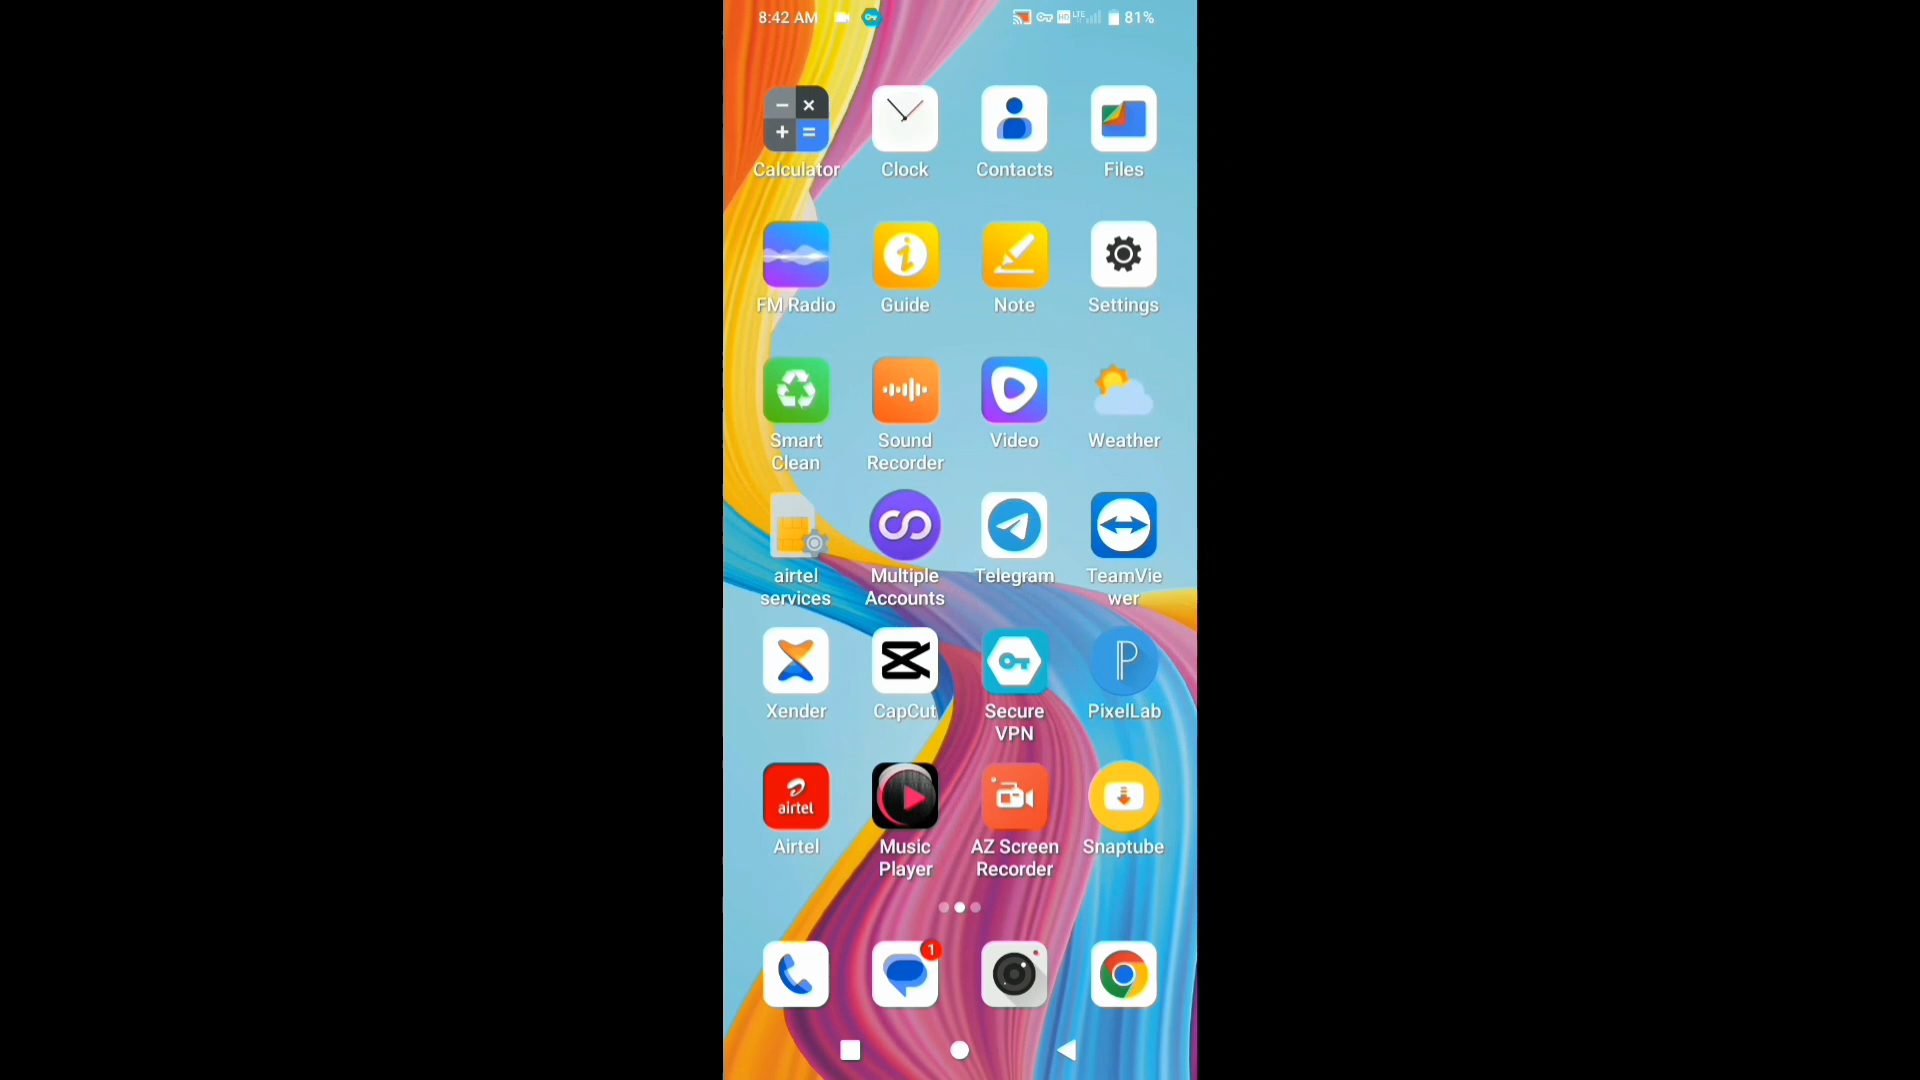 8:42 AM
HD LTE 81%
Calculator Clock Contacts Files
FM Radio Guide Note Settings
Smart Clean
Sound Recorder
Video
Weather
airtel services
Multiple Accounts
Telegram
TeamVie
wer
Xender
CapCut
Secure VPN
PixelLab
airtel
Airtel
Music Player
AZ Screen Recorder
Snaptube
1